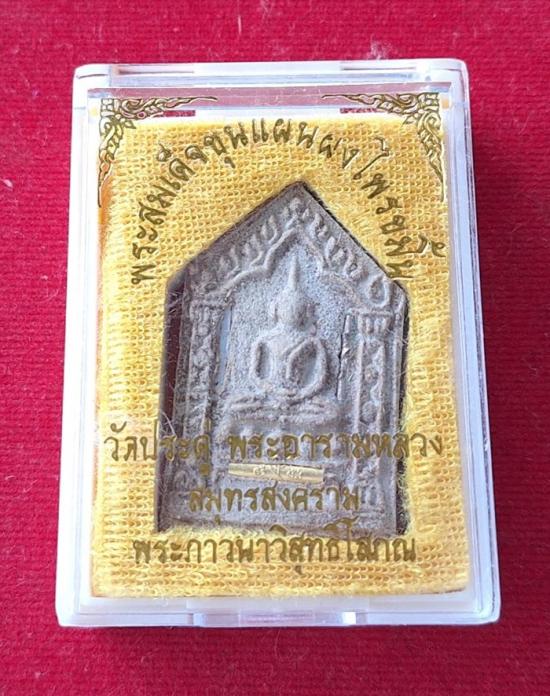 พระสมเด็จขุนแผนผงไพรขมิ้น
วัดประดู่ พระอารามหลวง
สมุทรสงคราม
พระภาวนาวิสุทธิโสภณ